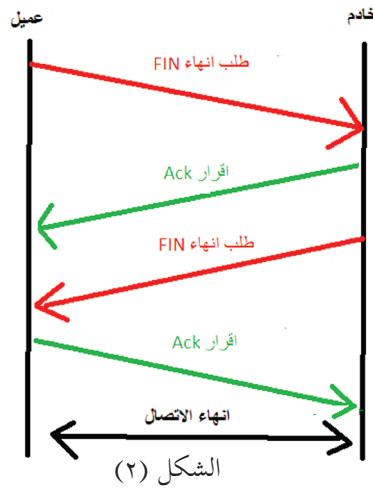 خادم
عميل
طلب انهاء FIN
اقرار Ack
طلب انهاء FIN
اقرار Ack
انهاء الاتصال
الشكل (٢)